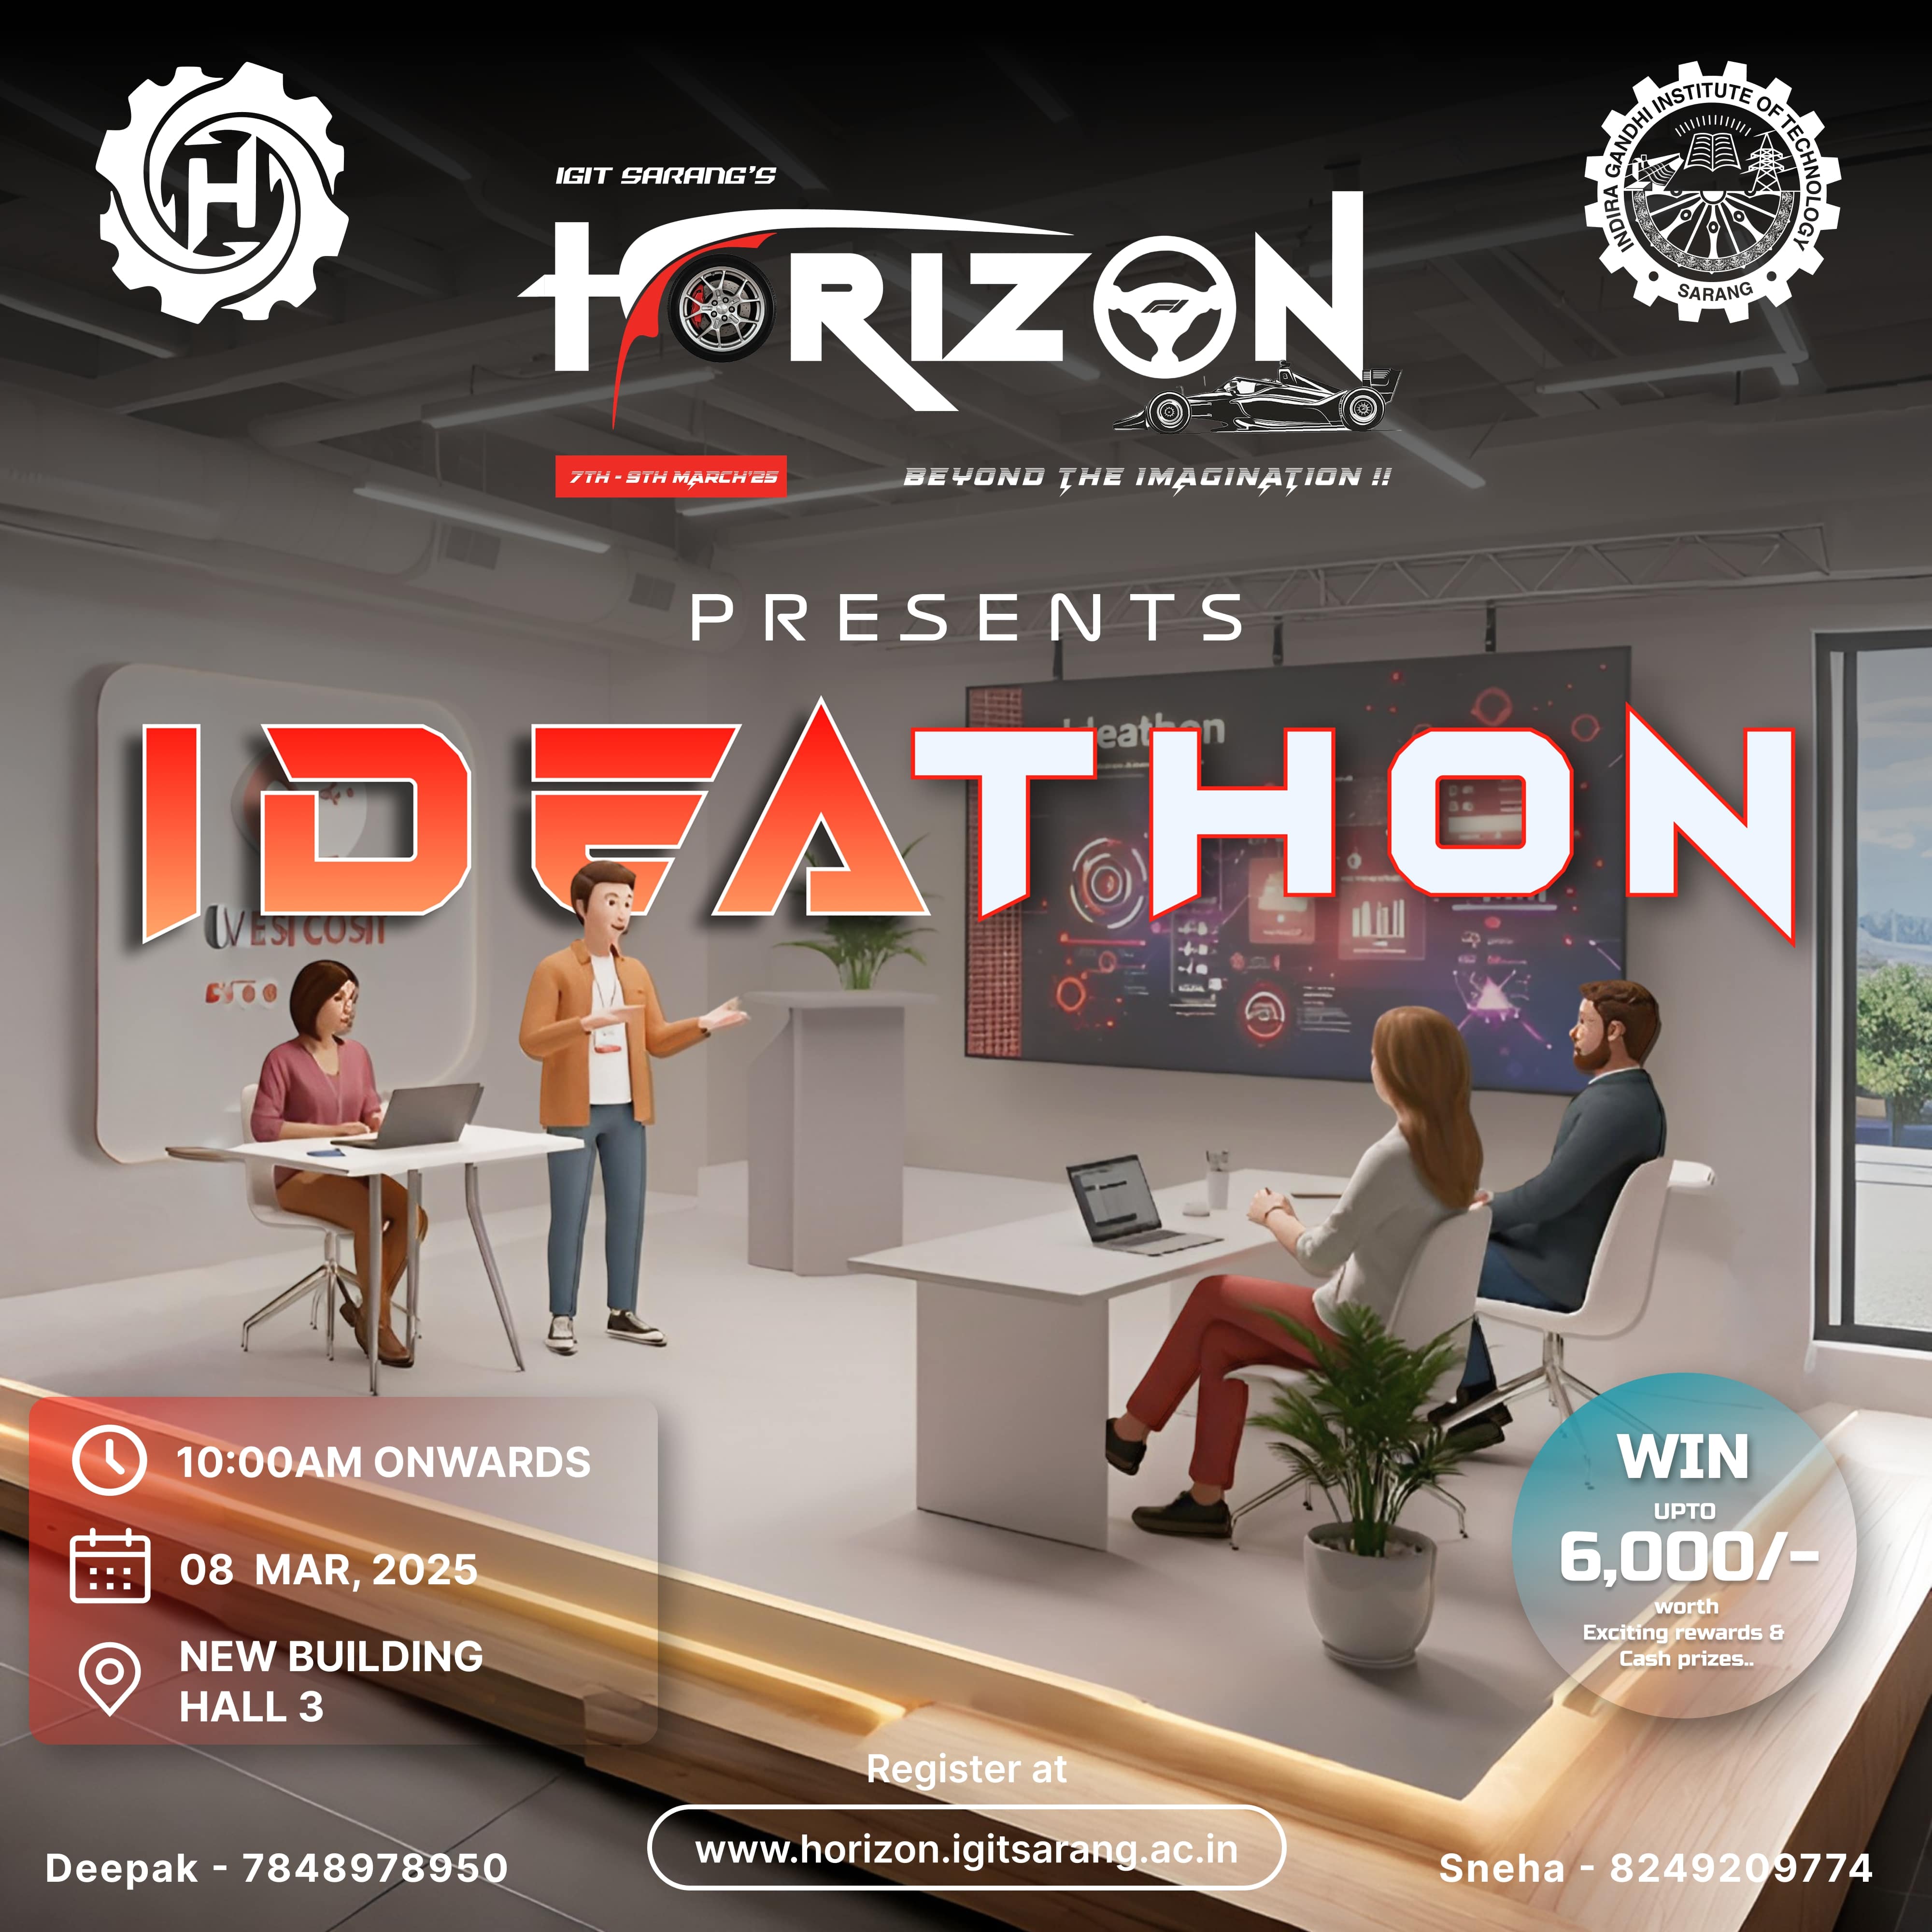 INDIRA GANDHI INSTITUTE OF TECHNOLOGY
SARANG
H
IGIT SARANG'S
HORIZON
7TH - 9TH MARCH'25
BEYOND THE IMAGINATION !!
PRESENTS
IDEATHON
10:00AM ONWARDS
08 MAR, 2025
NEW BUILDING
HALL 3
WIN
UPTO
6,000/-
worth
Exciting rewards &
Cash prizes..
Register at
www.horizon.igitsarang.ac.in
Deepak - 7848978950
Sneha - 8249209774